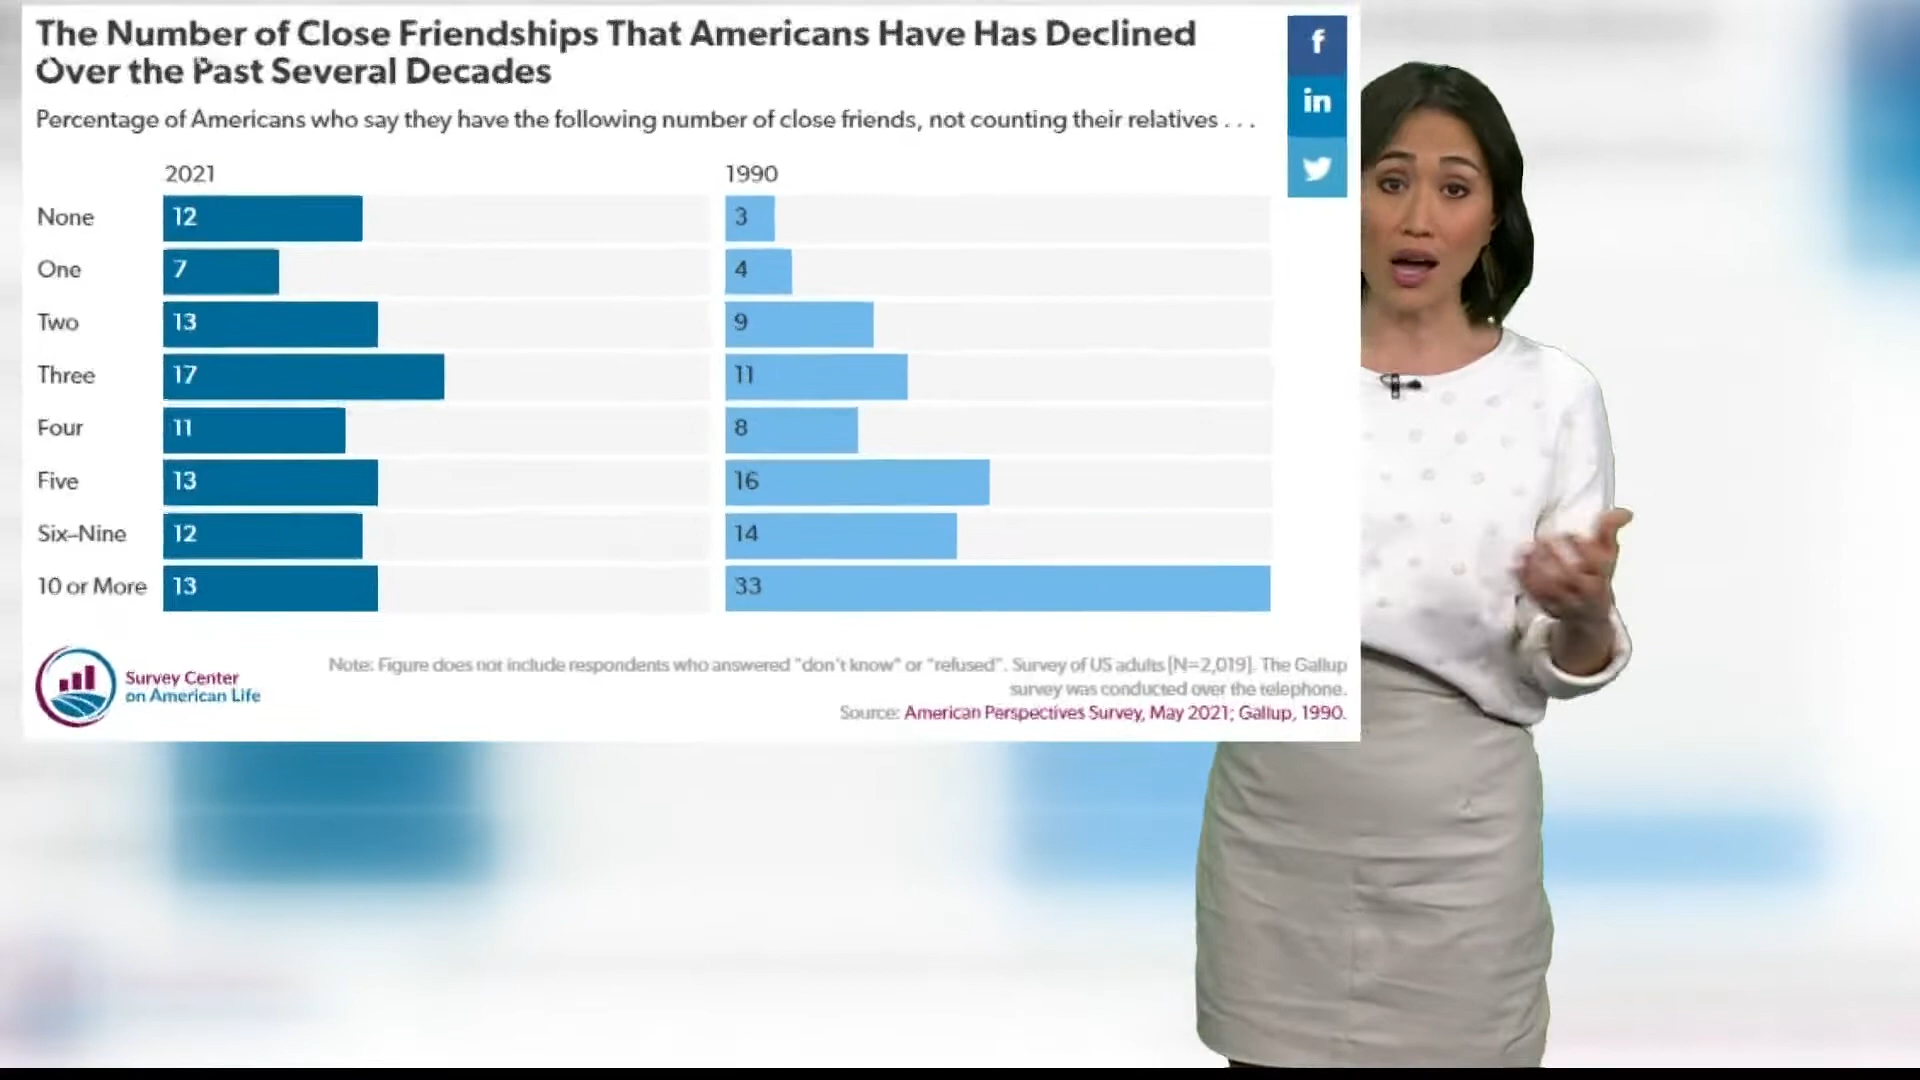 The Number of Close Friendships That Americans Have Has Declined
Over the Past Several Decades
Percentage of Americans who say they have the following number of close friends, not counting their relatives . . .
2021 1990
None 12 3
One 7 4
Two 13 9
Three 17 11
Four 11 8
Five 13 16
Six–Nine 12 14
10 or More 13 33
f
in
Survey Center
on American Life
Note: Figure does not include respondents who answered "don't know" or "refused". Survey of US adults [N=2,019]. The Gallup
survey was conducted over the telephone.
Source: American Perspectives Survey, May 2021; Gallup, 1990.